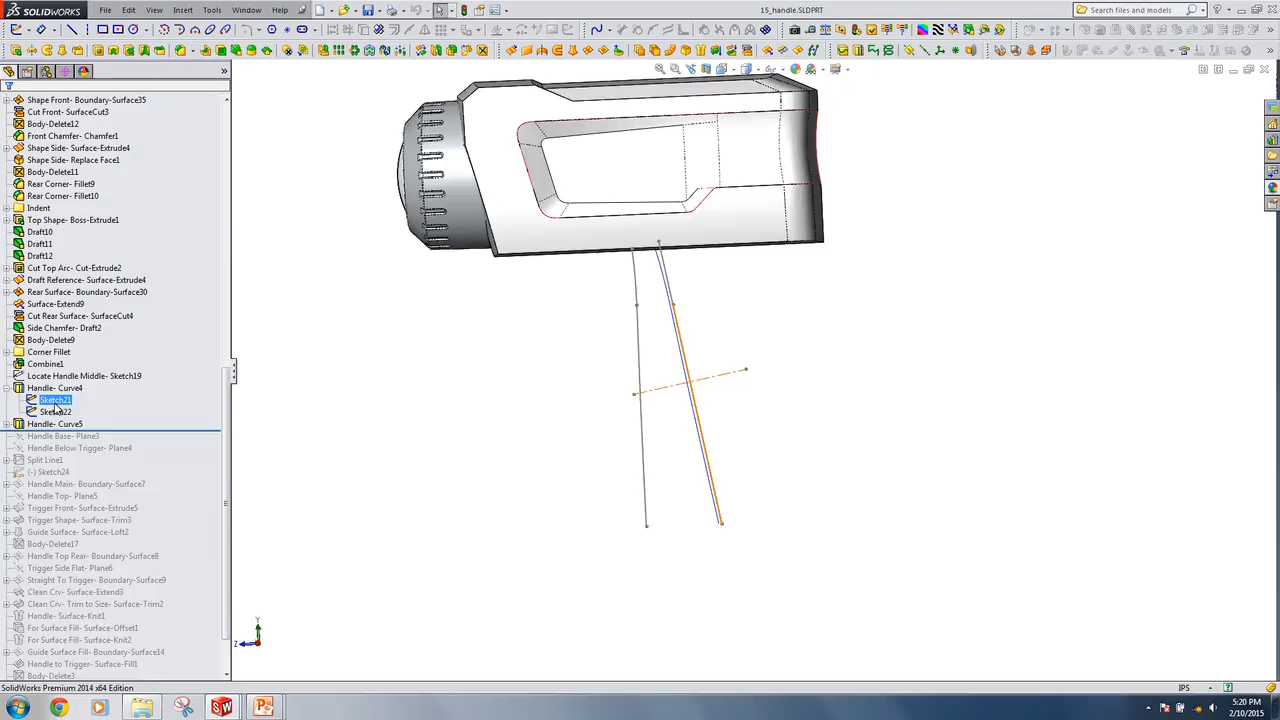 SOLIDWORKS
File Edit View Insert Tools Window Help
15_handle.SLDPRT
Search files and models
Shape Front- Boundary-Surface35
Cut Front- SurfaceCut3
Body-Delete12
Front Chamfer- Chamfer1
Shape Side- Surface-Extrude4
Shape Side- Replace Face1
Body-Delete11
Rear Corner- Fillet9
Rear Corner- Fillet10
Indent
Top Shape- Boss-Extrude1
Draft10
Draft11
Draft12
Cut Top Arc- Cut-Extrude2
Draft Reference- Surface-Extrude4
Rear Surface- Boundary-Surface30
Surface-Extend9
Cut Rear Surface- SurfaceCut4
Side Chamfer- Draft2
Body-Delete9
Corner Fillet
Combine1
Locate Handle Middle- Sketch19
Handle- Curve4
Sketch21
Sketch22
Handle- Curve5
Handle Base- Plane3
Handle Below Trigger- Plane4
Split Line1
(-) Sketch24
Handle Main- Boundary-Surface7
Handle Top- Plane5
Trigger Front- Surface-Extrude5
Trigger Shape- Surface-Trim3
Guide Surface- Surface-Loft2
Body-Delete17
Handle Top Rear- Boundary-Surface8
Trigger Side Flat- Plane6
Straight To Trigger- Boundary-Surface9
Clean Crv- Surface-Extend3
Clean Crv- Trim to Size- Surface-Trim2
Handle- Surface-Knit1
For Surface Fill- Surface-Offset1
For Surface Fill- Surface-Knit2
Guide Surface Fill- Boundary-Surface14
Handle to Trigger- Surface-Fill1
Body-Delete3
Y
Z
SolidWorks Premium 2014 x64 Edition
IPS
5:20 PM
2/10/2015